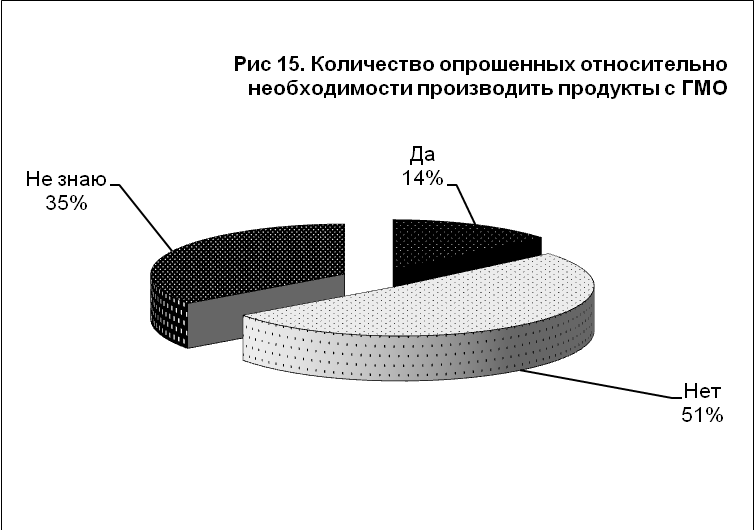 Рис 15. Количество опрошенных относительно
необходимости производить продукты с ГМО
Да
14%
Не знаю
35%
Нет
51%